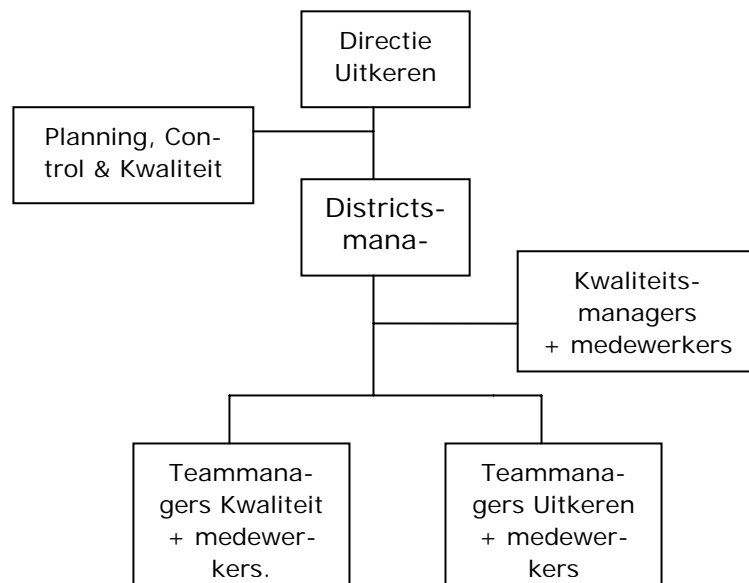 Directie
Uitkeren
Planning, Con-
trol & Kwaliteit
Districts-
mana-
Kwaliteits-
managers
+ medewerkers
Teammana-
gers Kwaliteit
+ medewer-
kers.
Teammana-
gers Uitkeren
+ medewer-
kers